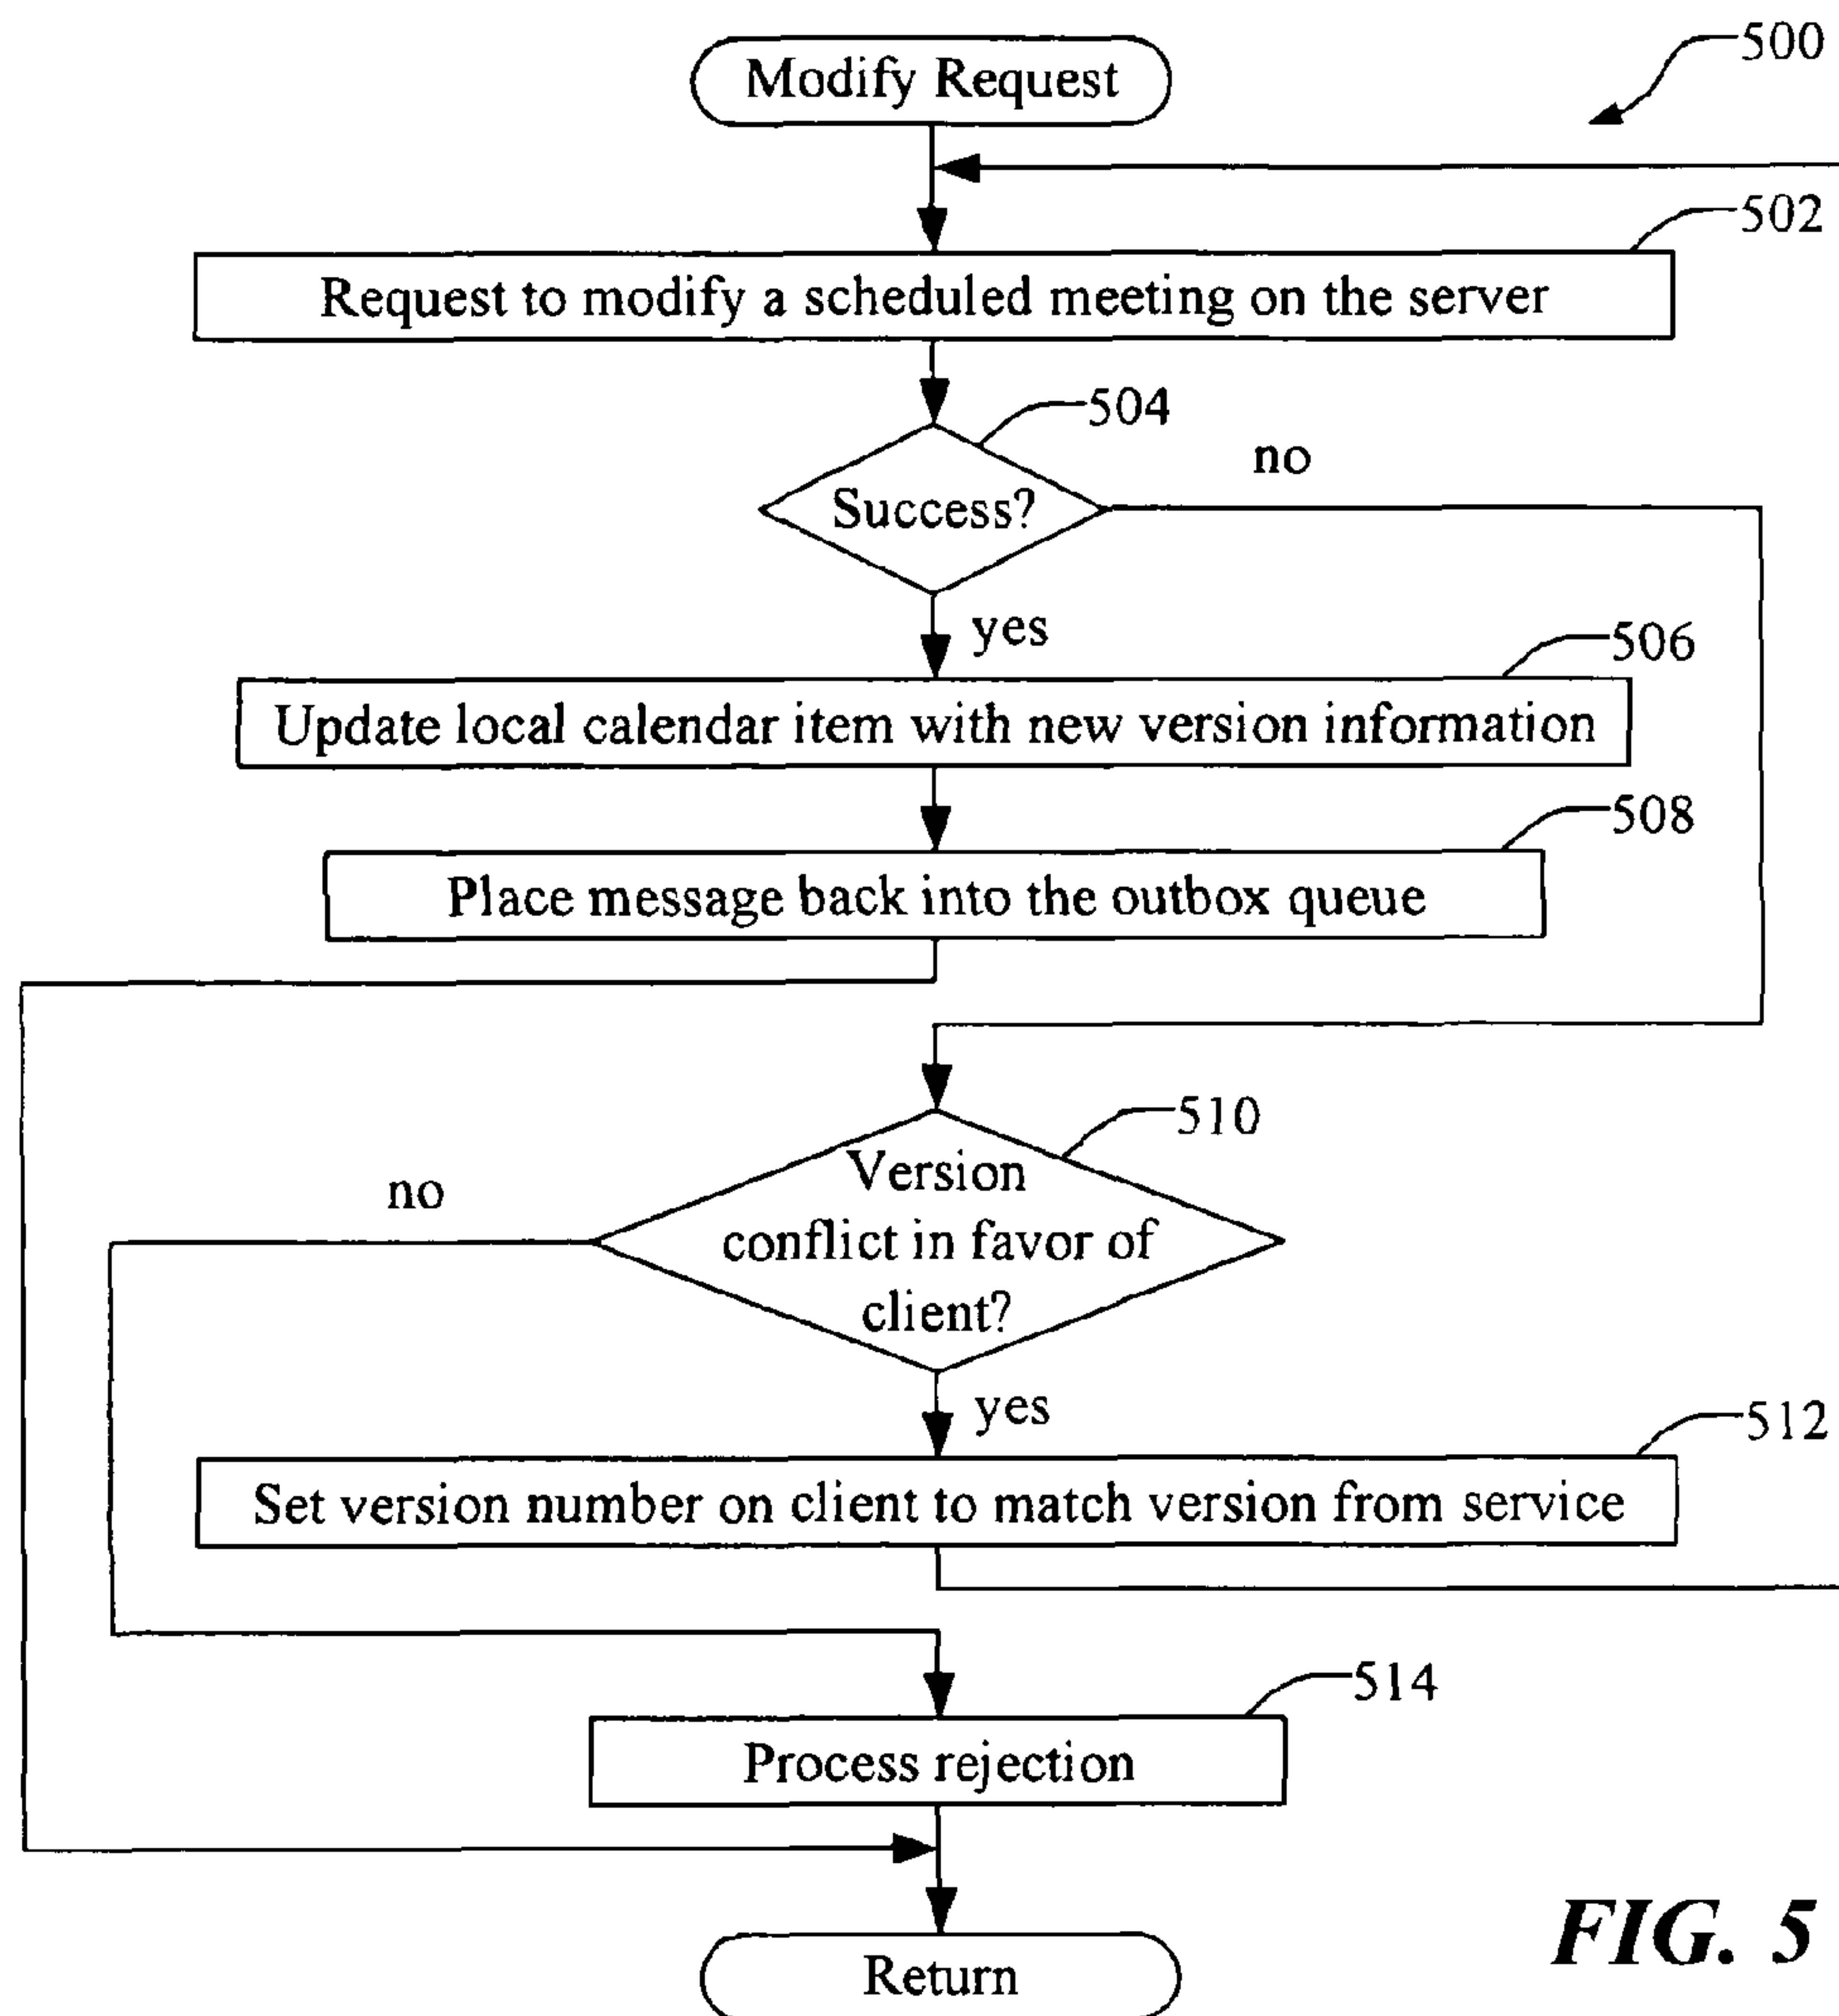 Modify Request
500
502
Request to modify a scheduled meeting on the server
504
no
Success?
yes
506
Update local calendar item with new version information
508
Place message back into the outbox queue
510
no
Version
conflict in favor of
client?
yes
512
Set version number on client to match version from service
514
Process rejection
Return
FIG. 5